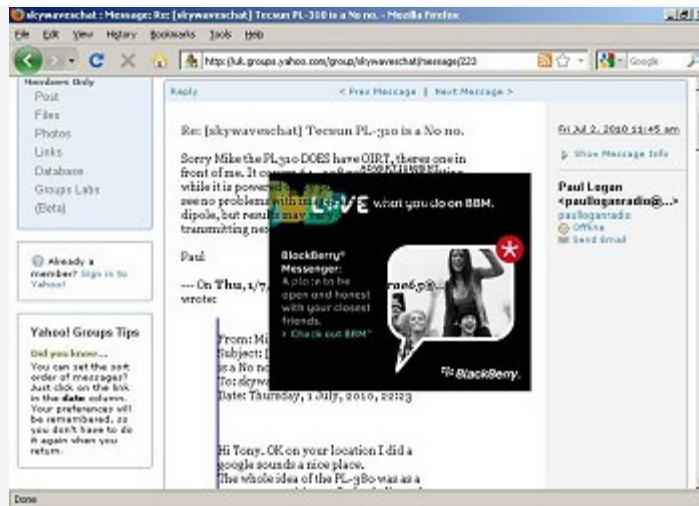 skywaveschat : Message: Re: [skywaveschat] Tecsun PL-310 is a No no. - Mozilla Firefox
File Edit View History Bookmarks Tools Help
http://uk.groups.yahoo.com/group/skywaveschat/message/223
Google
Members Only
Post
Files
Photos
Links
Database
Groups Labs
(Beta)
Already a
member? Sign in to
Yahoo!
Yahoo! Groups Tips
Did you know...
You can set the sort
order of messages?
Just click on the link
in the date column.
Your preferences will
be remembered, so
you don't have to do
it again when you
return.
Reply
< Prev Message | Next Message >
Re: [skywaveschat] Tecsun PL-310 is a No no.
Sorry Mike the PL310 DOES have OIRT, theres one in
front of me. It
while it is powered
see no problems with
dipole, but results may vary
transmitting
Paul
--- On Thu, 1/7/
wrote:
From:
Subject:
is a No no
To:
Date: Thursday, 1 July, 2010, 22:23
Hi Tony. OK on your location I did a
google sounds a nice place.
The whole idea of the PL-380 was as a
ADVERTISEMENT
LOVE what you do on BBM.
BlackBerry®
Messenger:
A place to be
open and honest
with your closest
friends.
> Check out BBM™
BlackBerry.
Fri Jul 2, 2010 11:45 am
Show Message Info
Paul Logan
<paulloganradio@...>
paulloganradio
Offline
Send Email
Done